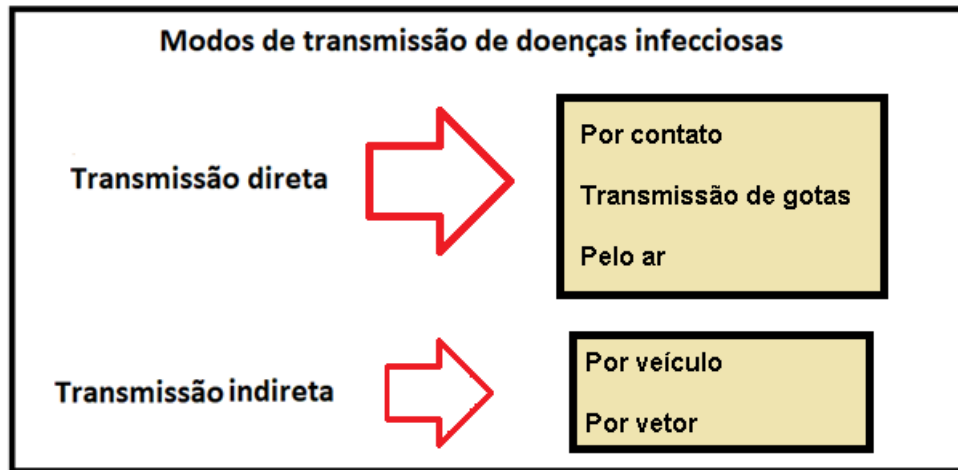 Modos de transmissão de doenças infecciosas
Transmissão direta
Por contato
Transmissão de gotas
Pelo ar
Transmissão indireta
Por veículo
Por vetor